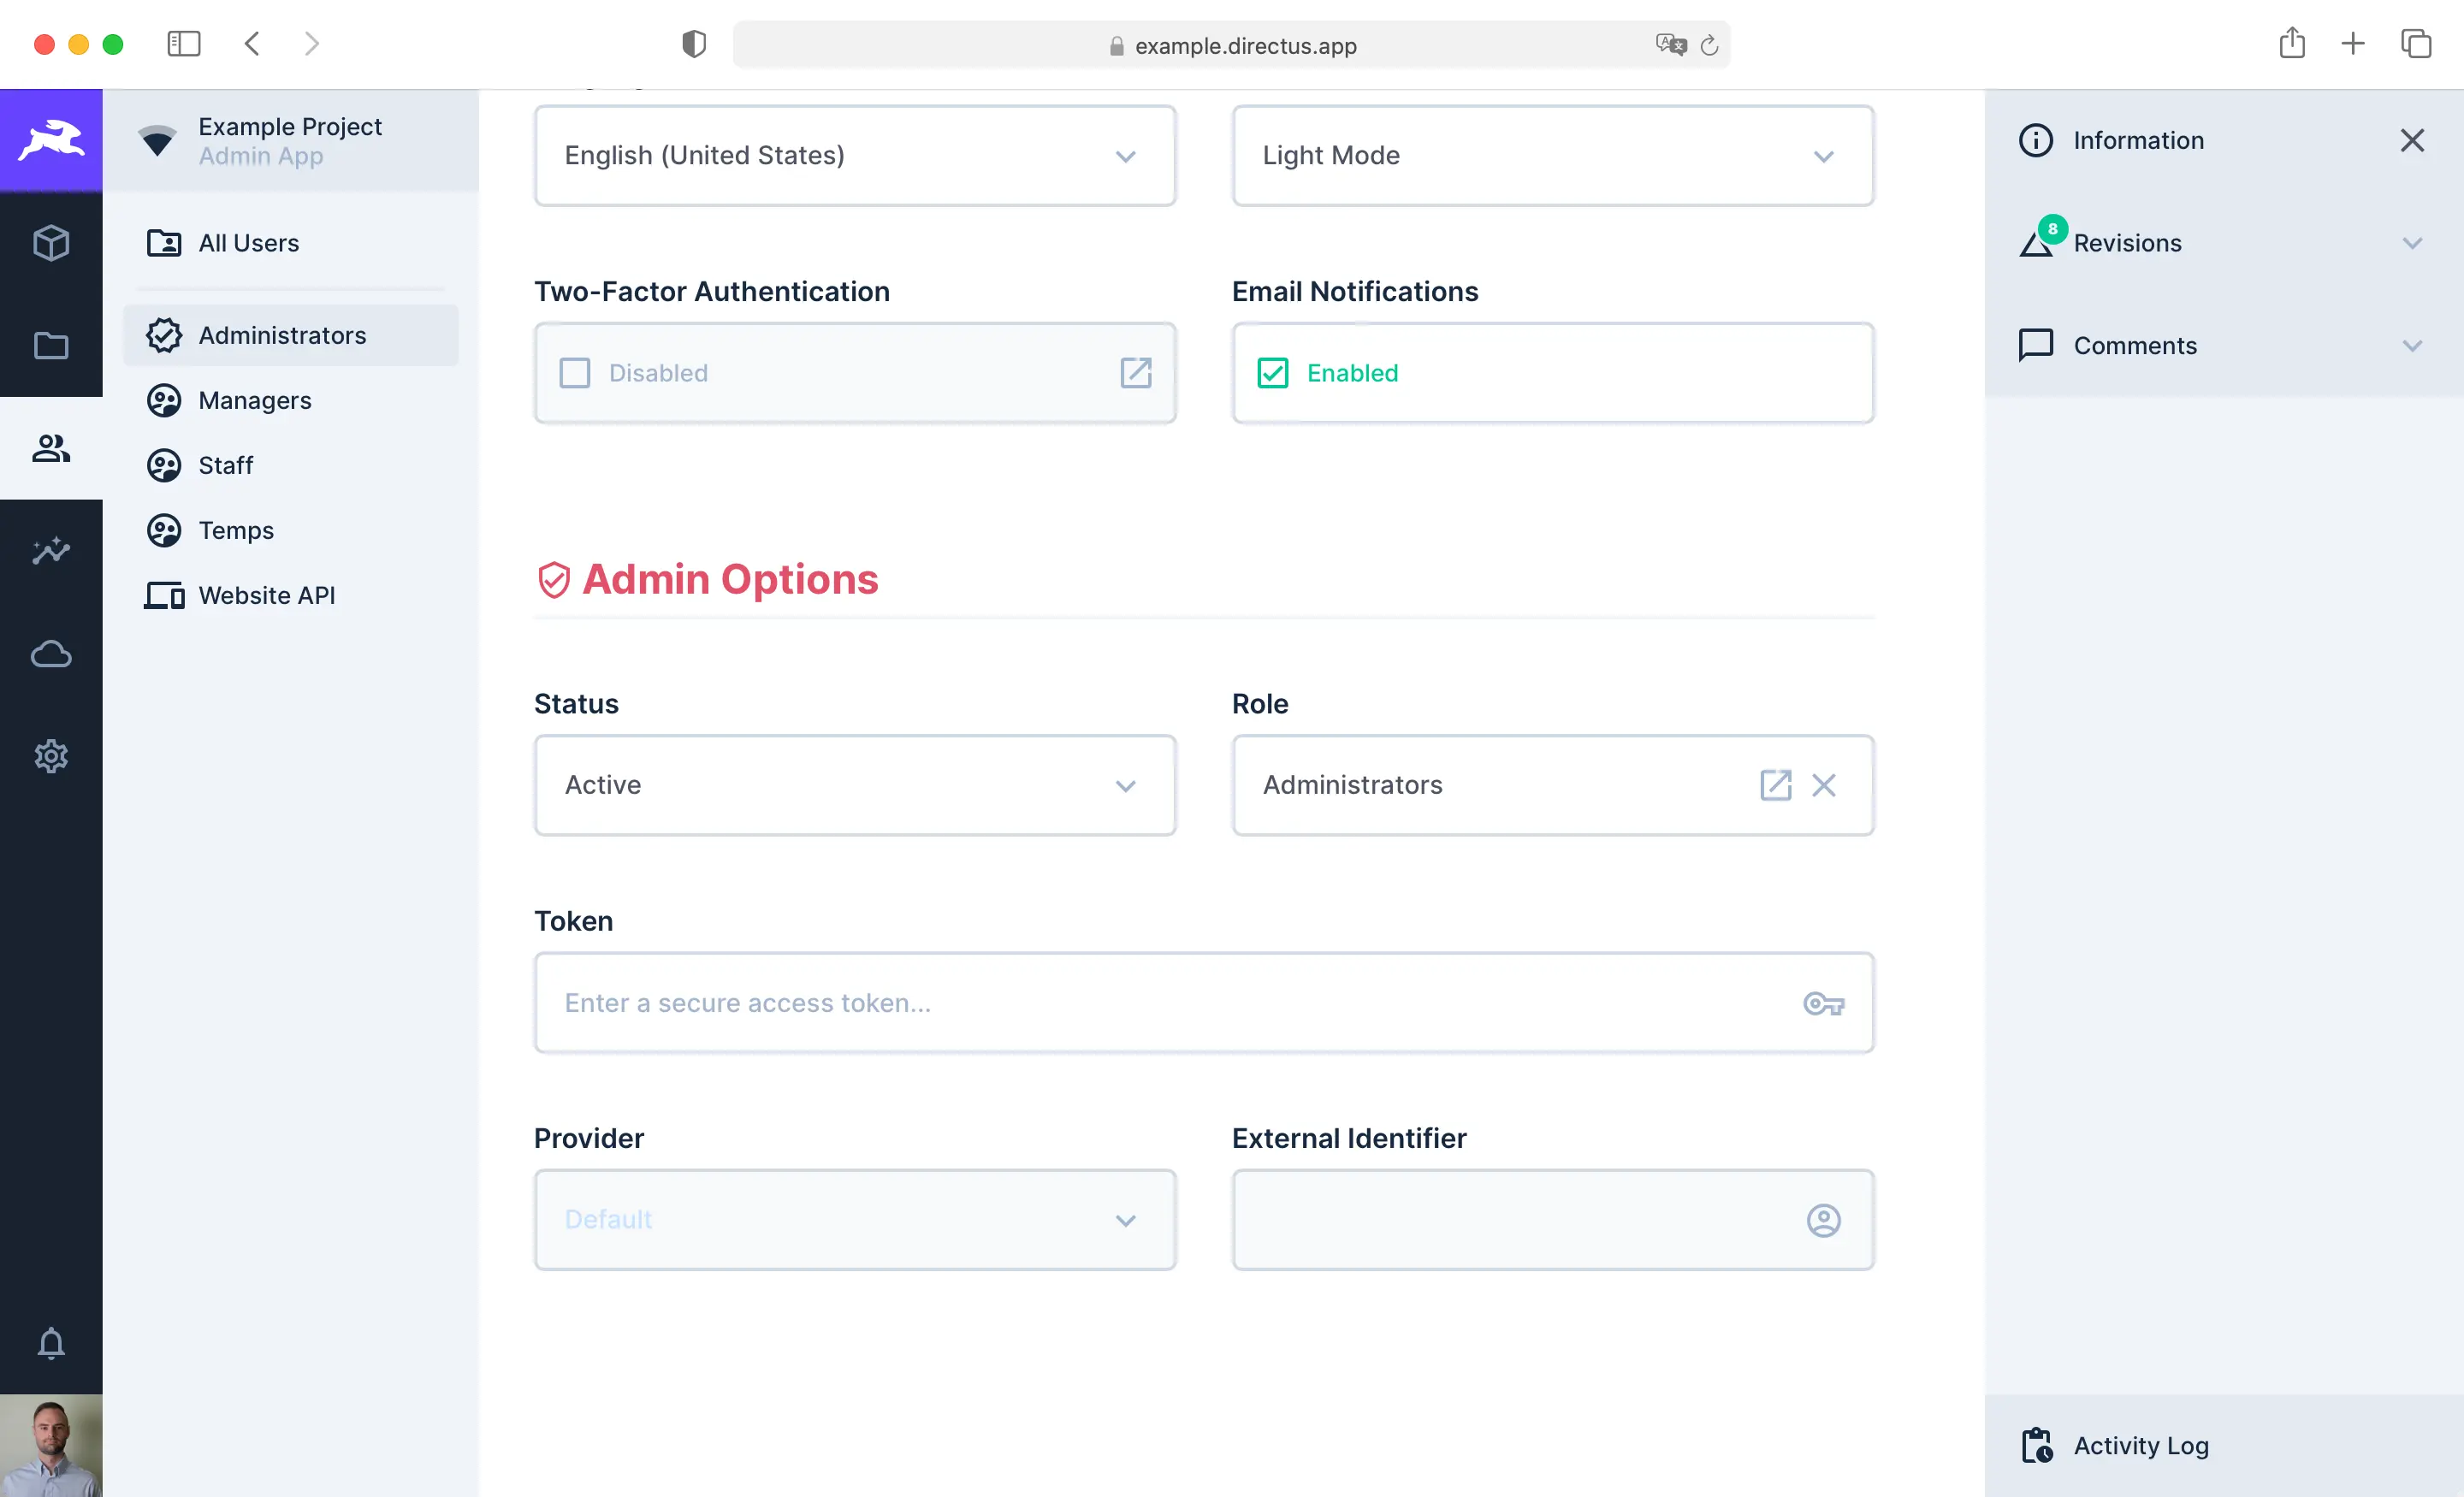 example.directus.app
Example Project
Admin App
All Users
Administrators
Managers
Staff
Temps
Website API
English (United States)
Light Mode
Two-Factor Authentication
Email Notifications
Disabled
Enabled
Admin Options
Status
Role
Active
Administrators
Token
Enter a secure access token...
Provider
External Identifier
Default
Information
8
Revisions
Comments
Activity Log